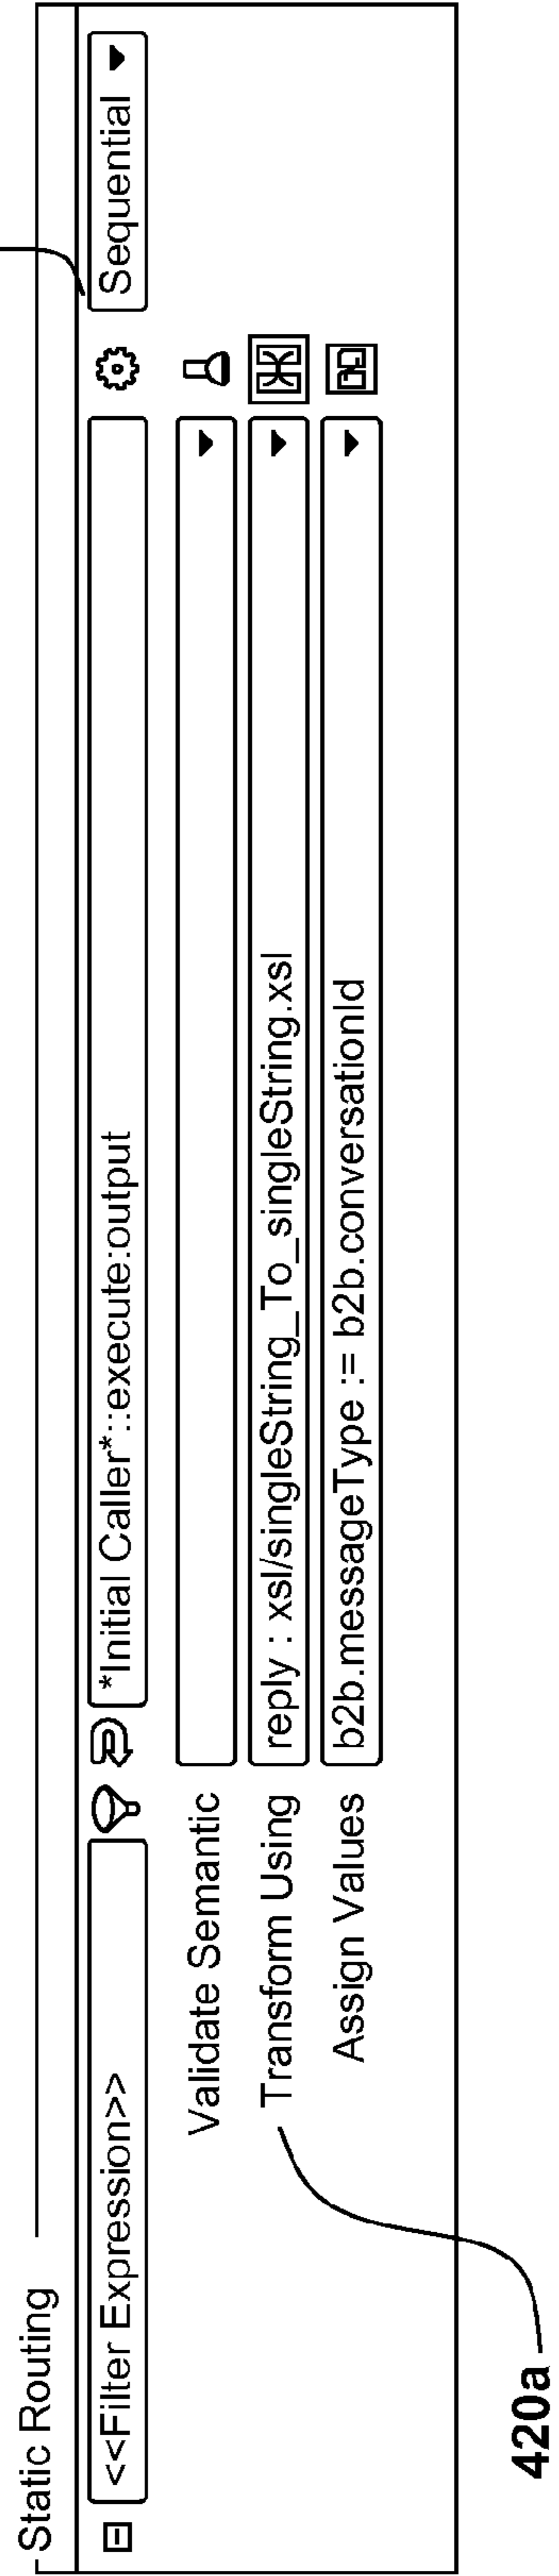 Static Routing
<<Filter Expression>> *Initial Caller*::execute:output Sequential
Validate Semantic
Transform Using reply : xsl/singleString_To_singleString.xsl
Assign Values b2b.messageType := b2b.conversationId
420a